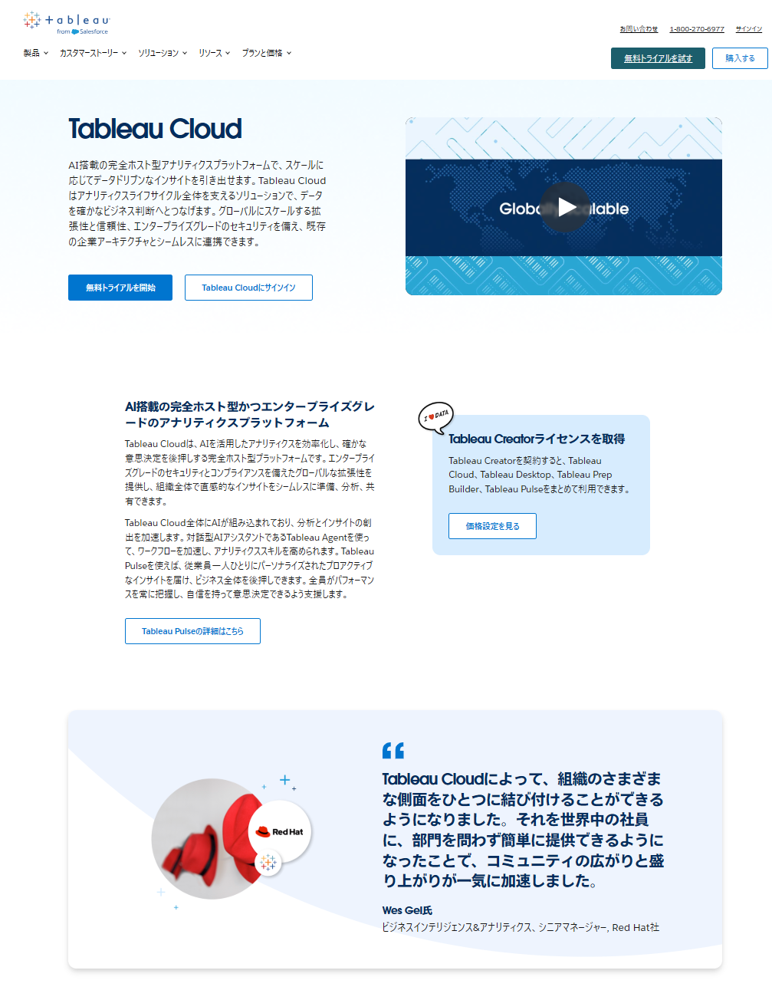 tableau
from Salesforce
お問い合わせ 1-800-270-6977 サインイン
製品 カスタマーストーリー ソリューション リソース プランと価格
無料トライアルを試す 購入する
Tableau Cloud
AI搭載の完全ホスト型アナリティクスプラットフォームで、スケールに
応じてデータドリブンなインサイトを引き出せます。Tableau Cloud
はアナリティクスライフサイクル全体を支えるソリューションで、データ
を確かなビジネス判断へとつなげます。グローバルにスケールする拡
張性と信頼性、エンタープライズグレードのセキュリティを備え、既存
の企業アーキテクチャとシームレスに連携できます。
無料トライアルを開始 Tableau Cloudにサインイン
Globally Scalable
AI搭載の完全ホスト型かつエンタープライズグレ
ードのアナリティクスプラットフォーム
Tableau Cloudは、AIを活用したアナリティクスを効率化し、確かな
意思決定を後押しする完全ホスト型プラットフォームです。エンタープライ
ズグレードのセキュリティとコンプライアンスを備えたグローバルな拡張性を
提供し、組織全体で直感的なインサイトをシームレスに準備、分析、共
有できます。
Tableau Cloud全体にAIが組み込まれており、分析とインサイトの創
出を加速します。対話型AIアシスタントであるTableau Agentを使っ
て、ワークフローを加速し、アナリティクススキルを高められます。Tableau
Pulseを使えば、従業員一人ひとりにパーソナライズされたプロアクティブ
なインサイトを届け、ビジネス全体を後押しできます。全員がパフォーマン
スを常に把握し、自信を持って意思決定できるよう支援します。
Tableau Pulseの詳細はこちら
I DATA
Tableau Creatorライセンスを取得
Tableau Creatorを契約すると、Tableau
Cloud、Tableau Desktop、Tableau Prep
Builder、Tableau Pulseをまとめて利用できます。
価格設定を見る
Red Hat
Tableau Cloudによって、組織のさまざま
な側面をひとつに結び付けることができる
ようになりました。それを世界中の社員
に、部門を問わず簡単に提供できるように
なったことで、コミュニティの広がりと盛
り上がりが一気に加速しました。
Wes Gel氏
ビジネスインテリジェンス&アナリティクス、シニアマネージャー, Red Hat社